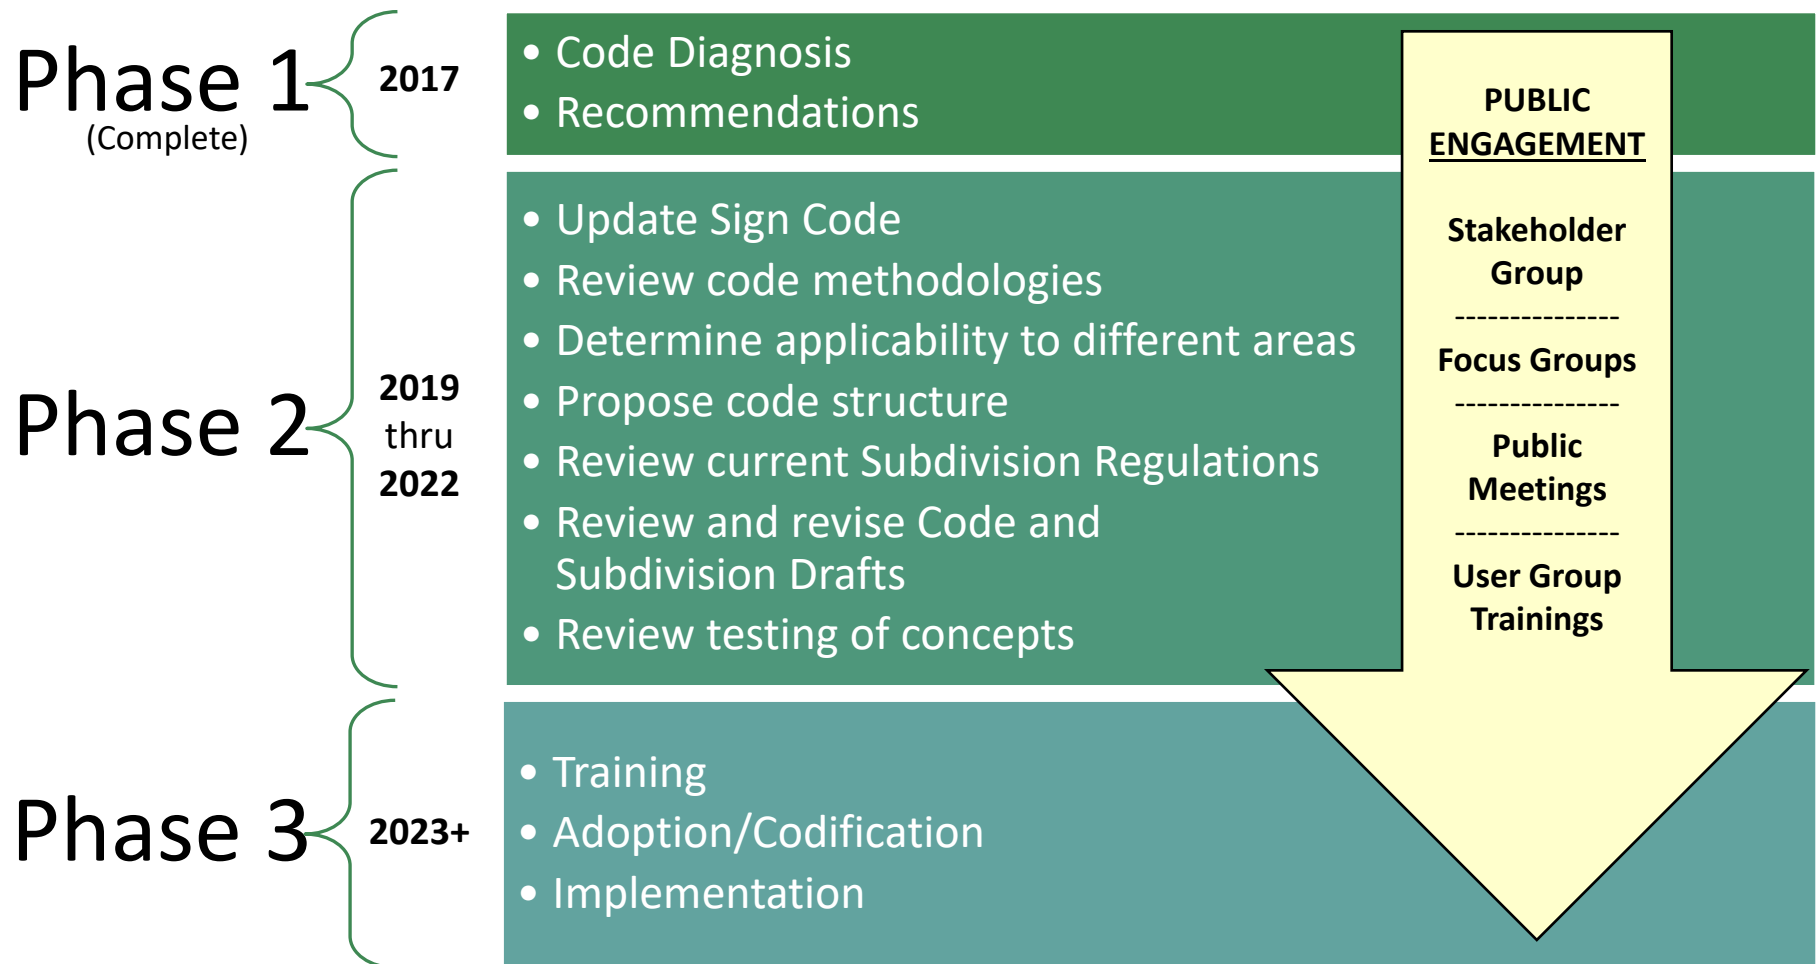 Phase 1
(Complete)
2017
• Code Diagnosis
• Recommendations
Phase 2
2019
thru
2022
• Update Sign Code
• Review code methodologies
• Determine applicability to different areas
• Propose code structure
• Review current Subdivision Regulations
• Review and revise Code and
Subdivision Drafts
• Review testing of concepts
Phase 3
2023+
• Training
• Adoption/Codification
• Implementation
PUBLIC
ENGAGEMENT
Stakeholder
Group
---------------
Focus Groups
---------------
Public
Meetings
---------------
User Group
Trainings